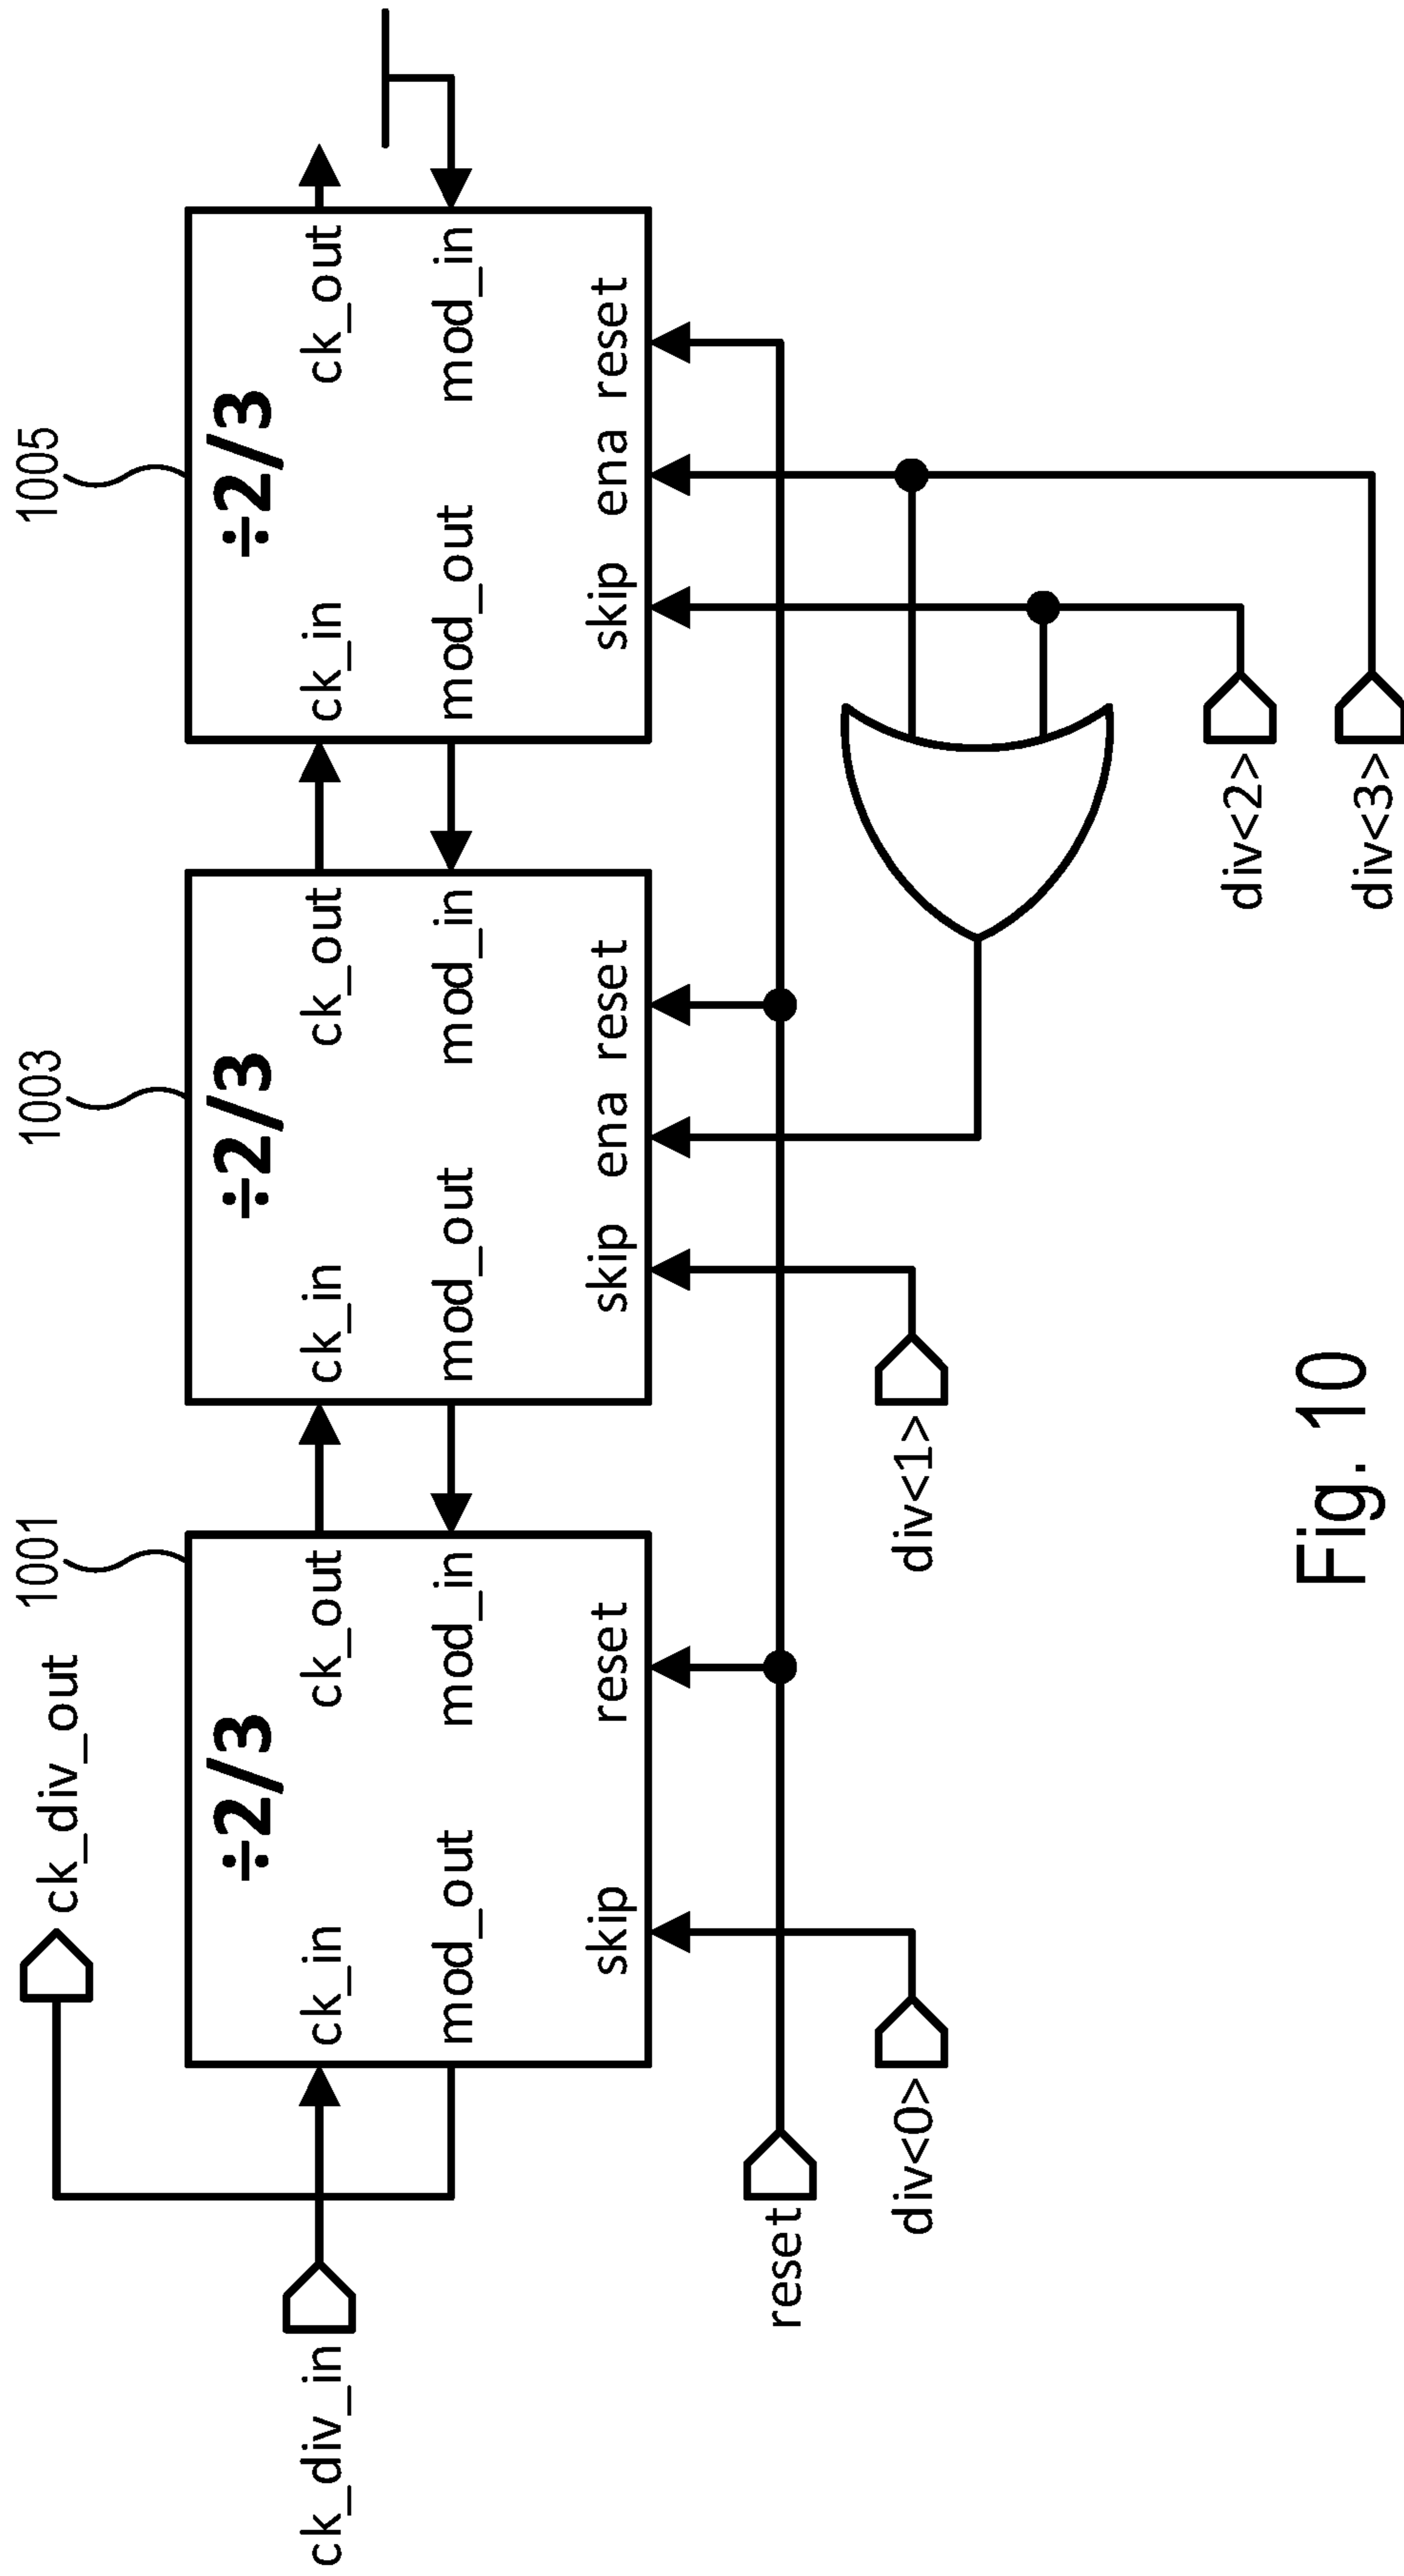 ck_div_out
1001
1003
1005
÷2/3
ck_in
ck_out
mod_out
mod_in
skip
reset
÷2/3
ck_in
ck_out
mod_out
mod_in
skip
ena
reset
÷2/3
ck_in
ck_out
mod_out
mod_in
skip
ena
reset
ck_div_in
reset
div<0>
div<1>
div<2>
div<3>
Fig. 10